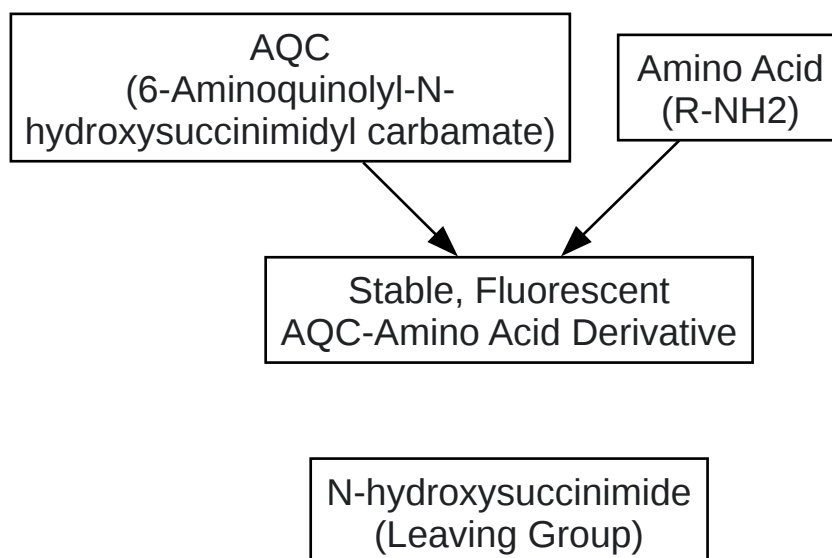 AQC
(6-Aminoquinolyl-N-
hydroxysuccinimidyl carbamate)
Amino Acid
(R-NH2)
Stable, Fluorescent
AQC-Amino Acid Derivative
N-hydroxysuccinimide
(Leaving Group)